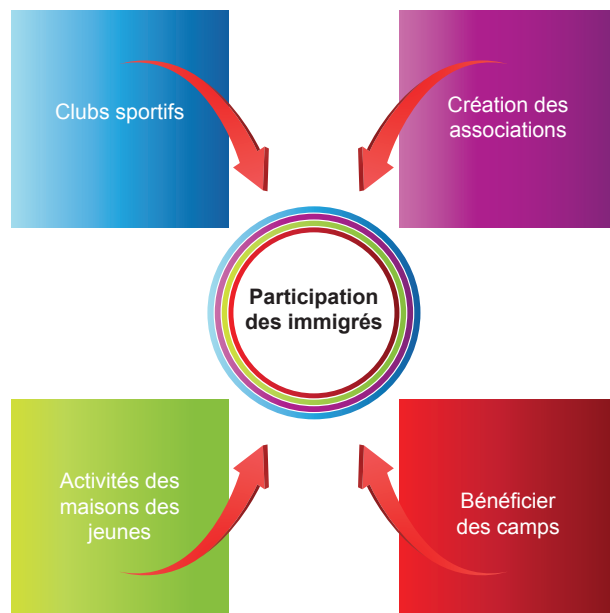 Clubs sportifs
Création des
associations
Participation
des immigrés
Activités des
maisons des
jeunes
Bénéficier
des camps